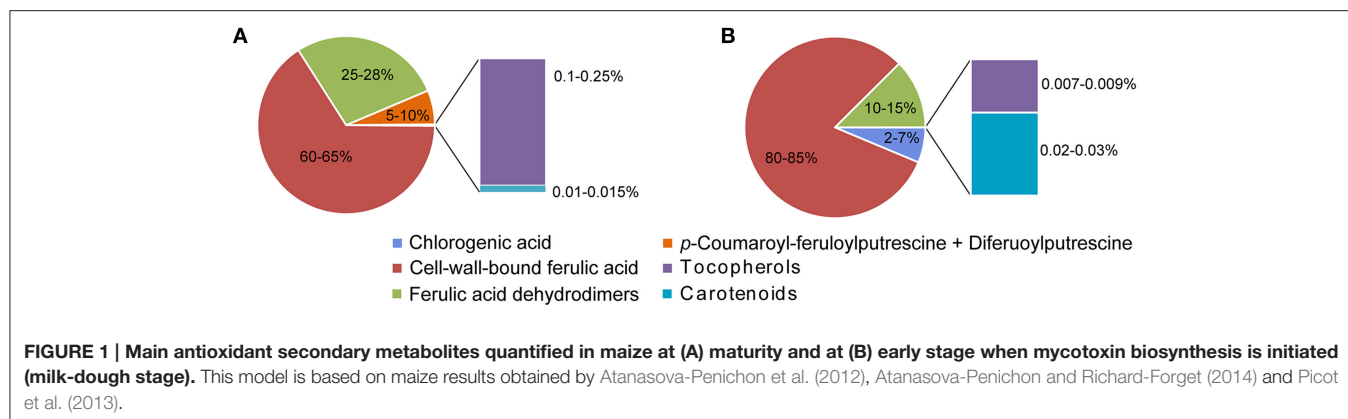 A
25-28%
5-10%
60-65%
0.1-0.25%
0.01-0.015%
B
10-15%
2-7%
80-85%
0.007-0.009%
0.02-0.03%
Chlorogenic acid
Cell-wall-bound ferulic acid
Ferulic acid dehydrodimers
p-Coumaroyl-feruloylputrescine + Diferuoylputrescine
Tocopherols
Carotenoids
FIGURE 1 | Main antioxidant secondary metabolites quantified in maize at (A) maturity and at (B) early stage when mycotoxin biosynthesis is initiated
(milk-dough stage). This model is based on maize results obtained by Atanasova-Penichon et al. (2012), Atanasova-Penichon and Richard-Forget (2014) and Picot
et al. (2013).